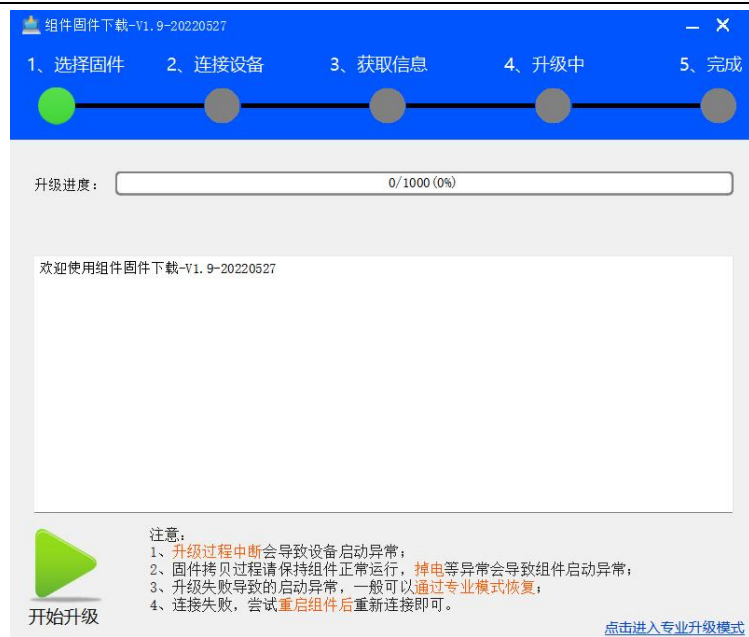 组件固件下载-V1.9-20220527
1、选择固件 2、连接设备 3、获取信息 4、升级中 5、完成
升级进度： 0/1000(0%)
欢迎使用组件固件下载-V1.9-20220527
注意：
1、升级过程中断会导致设备启动异常；
2、固件拷贝过程请保持组件正常运行，掉电等异常会导致组件启动异常；
3、升级失败导致的启动异常，一般可以通过专业模式恢复；
4、连接失败，尝试重启组件后重新连接即可。
开始升级
点击进入专业升级模式